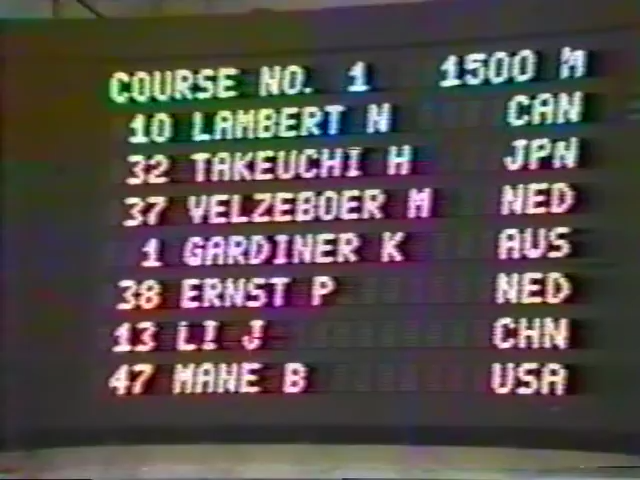 COURSE NO. 1 1500 M
10 LAMBERT N CAN
32 TAKEUCHI H JPN
37 VELZEBOER M NED
1 GARDINER K AUS
38 ERNST P NED
13 LI J CHN
47 MANE B USA